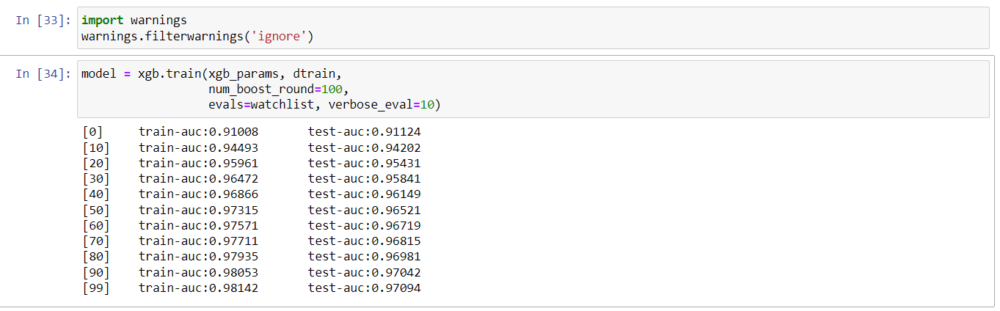 In [33]: import warnings
warnings.filterwarnings('ignore')
In [34]: model = xgb.train(xgb_params, dtrain,
num_boost_round=100,
evals=watchlist, verbose_eval=10)
[0] train-auc:0.91008 test-auc:0.91124
[10] train-auc:0.94493 test-auc:0.94202
[20] train-auc:0.95961 test-auc:0.95431
[30] train-auc:0.96472 test-auc:0.95841
[40] train-auc:0.96866 test-auc:0.96149
[50] train-auc:0.97315 test-auc:0.96521
[60] train-auc:0.97571 test-auc:0.96719
[70] train-auc:0.97711 test-auc:0.96815
[80] train-auc:0.97935 test-auc:0.96981
[90] train-auc:0.98053 test-auc:0.97042
[99] train-auc:0.98142 test-auc:0.97094